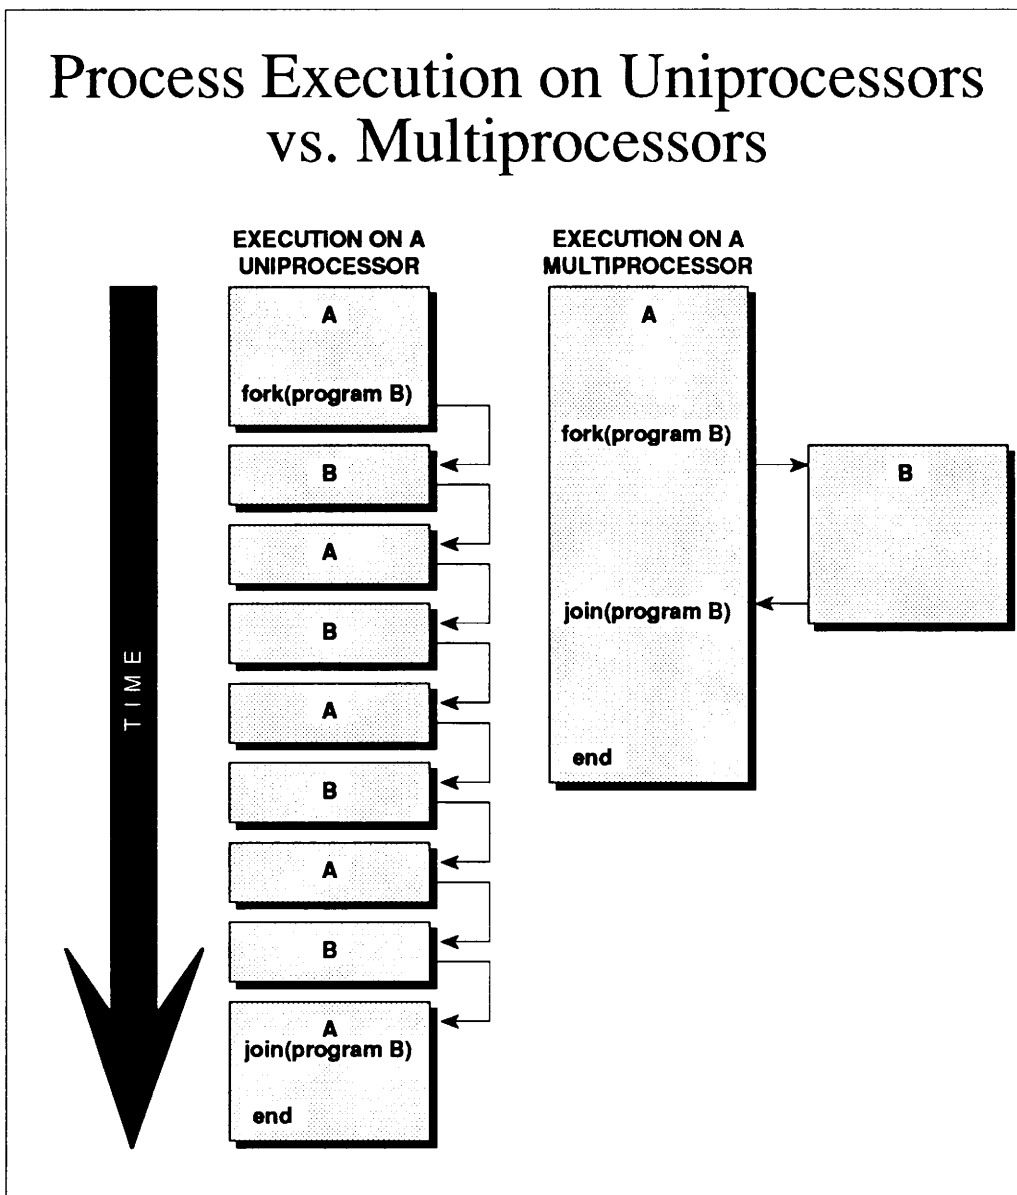 Process Execution on Uniprocessors
vs. Multiprocessors
EXECUTION ON A
UNIPROCESSOR
A
fork(program B)
B
A
B
A
B
A
B
A
join(program B)
end
EXECUTION ON A
MULTIPROCESSOR
A
fork(program B)
join(program B)
end
B
TIME